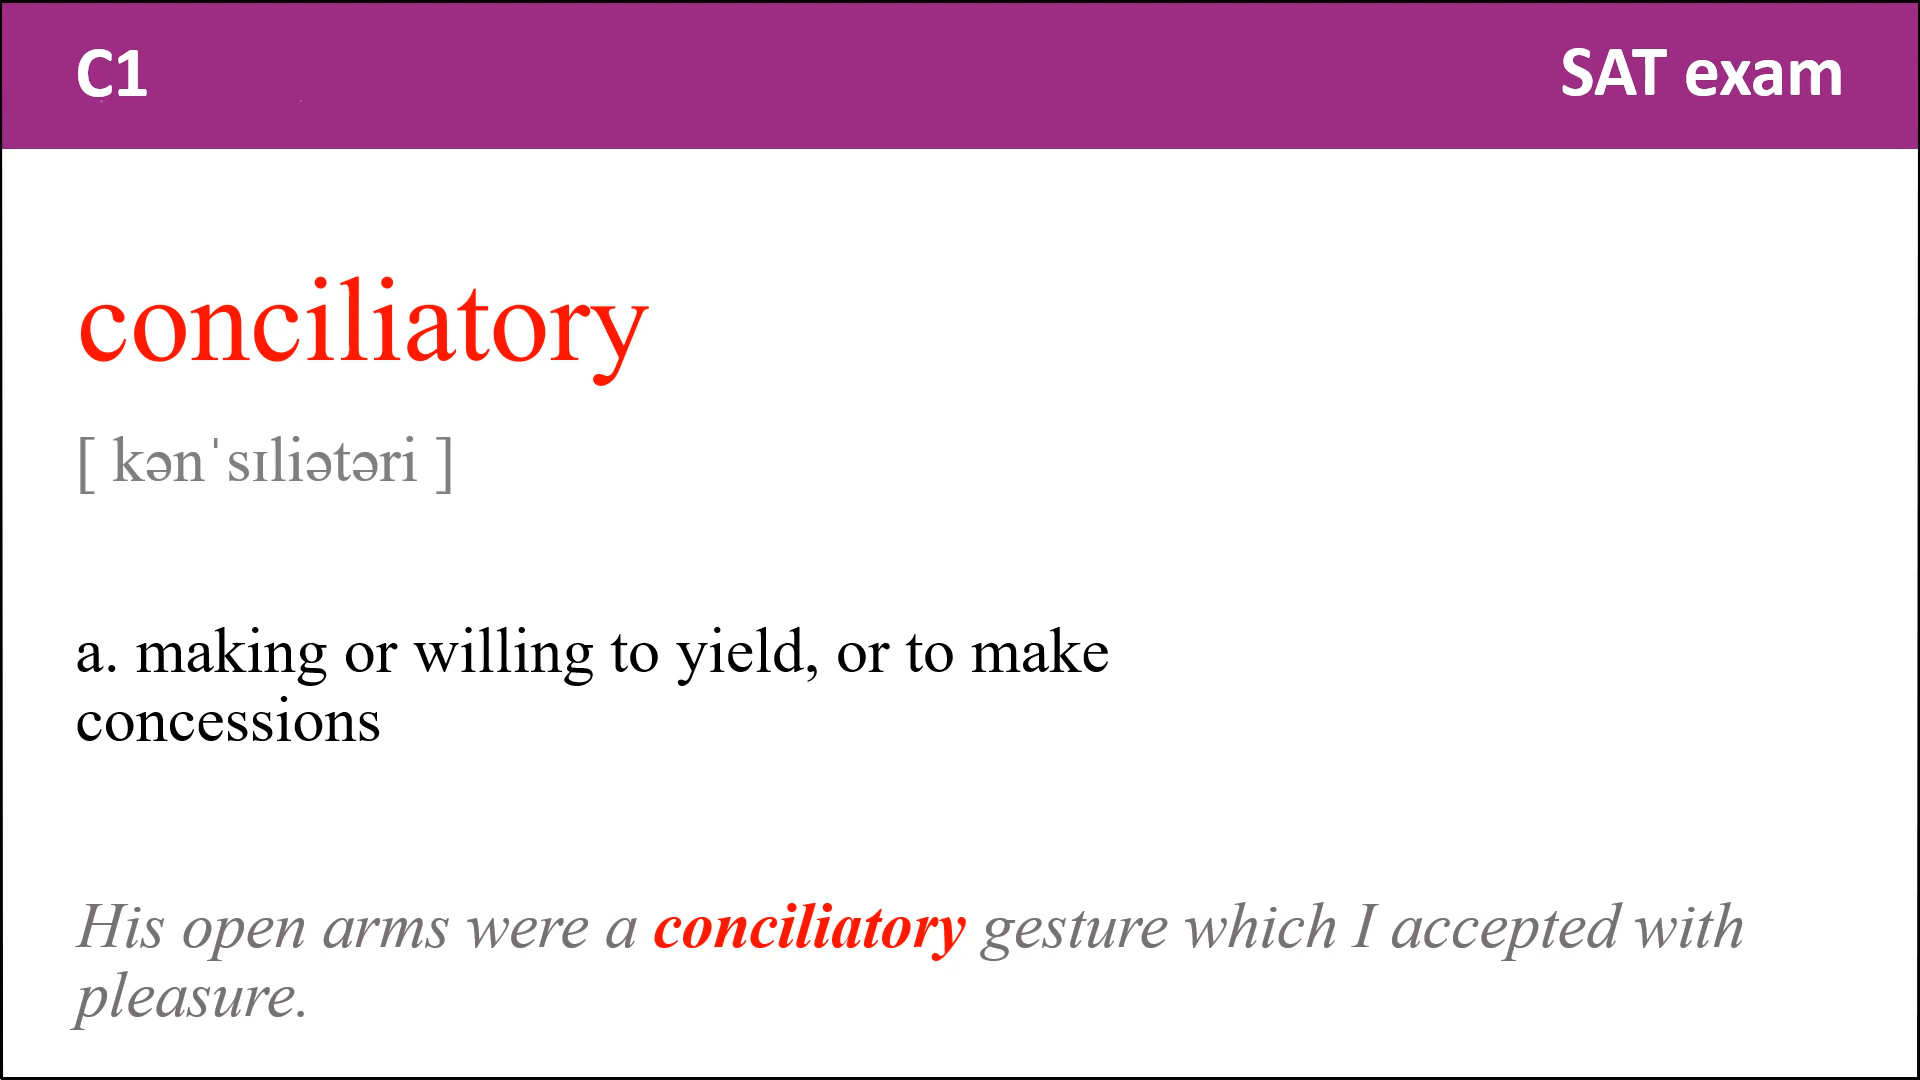 C1
SAT exam
conciliatory
[ kənˈsɪliətəri ]
a. making or willing to yield, or to make
concessions
His open arms were a conciliatory gesture which I accepted with
pleasure.